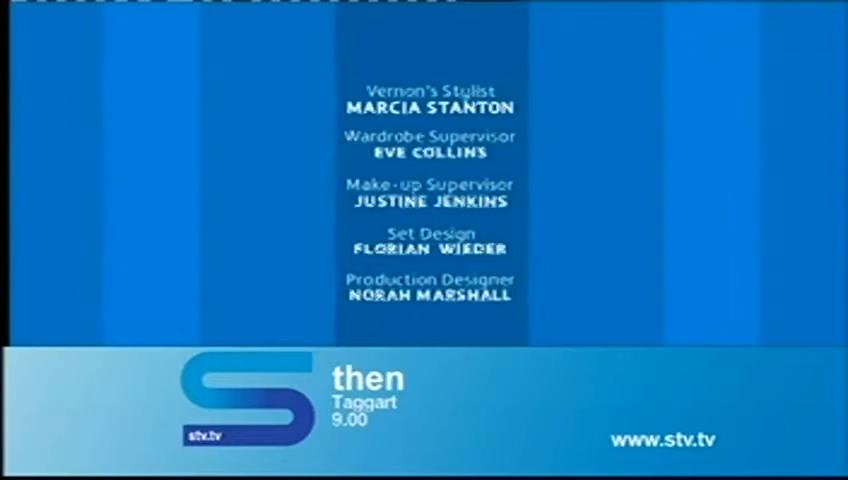 Vernon's Stylist
MARCIA STANTON
Wardrobe Supervisor
EVE COLLINS
Make-up Supervisor
JUSTINE JENKINS
Set Design
FLORIAN WIEDER
Production Designer
NORAH MARSHALL
then
Taggart
9.00
stv.tv
www.stv.tv